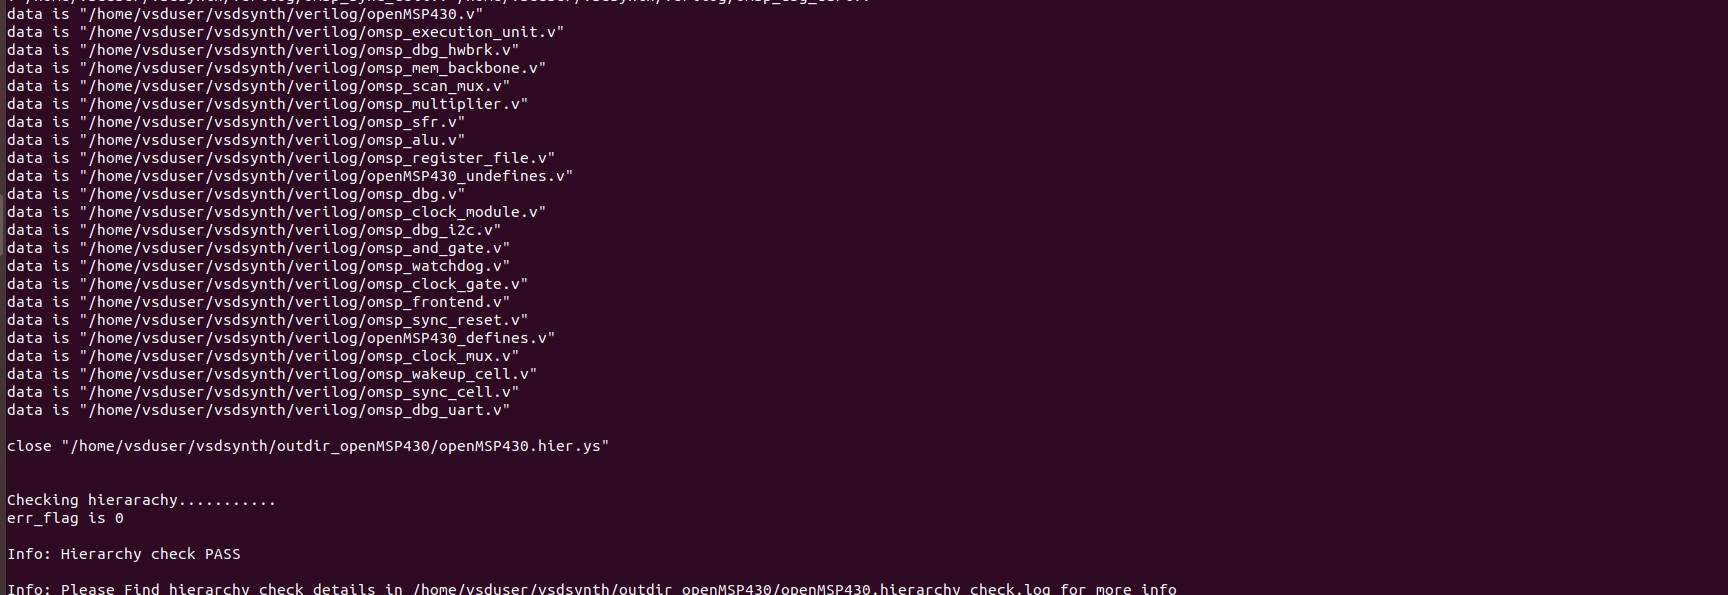 data is "/home/vsduser/vsdsynth/verilog/openMSP430.v"
data is "/home/vsduser/vsdsynth/verilog/omsp_execution_unit.v"
data is "/home/vsduser/vsdsynth/verilog/omsp_dbg_hwbrk.v"
data is "/home/vsduser/vsdsynth/verilog/omsp_mem_backbone.v"
data is "/home/vsduser/vsdsynth/verilog/omsp_scan_mux.v"
data is "/home/vsduser/vsdsynth/verilog/omsp_multiplier.v"
data is "/home/vsduser/vsdsynth/verilog/omsp_sfr.v"
data is "/home/vsduser/vsdsynth/verilog/omsp_alu.v"
data is "/home/vsduser/vsdsynth/verilog/omsp_register_file.v"
data is "/home/vsduser/vsdsynth/verilog/openMSP430_undefines.v"
data is "/home/vsduser/vsdsynth/verilog/omsp_dbg.v"
data is "/home/vsduser/vsdsynth/verilog/omsp_clock_module.v"
data is "/home/vsduser/vsdsynth/verilog/omsp_dbg_i2c.v"
data is "/home/vsduser/vsdsynth/verilog/omsp_and_gate.v"
data is "/home/vsduser/vsdsynth/verilog/omsp_watchdog.v"
data is "/home/vsduser/vsdsynth/verilog/omsp_clock_gate.v"
data is "/home/vsduser/vsdsynth/verilog/omsp_frontend.v"
data is "/home/vsduser/vsdsynth/verilog/omsp_sync_reset.v"
data is "/home/vsduser/vsdsynth/verilog/openMSP430_defines.v"
data is "/home/vsduser/vsdsynth/verilog/omsp_clock_mux.v"
data is "/home/vsduser/vsdsynth/verilog/omsp_wakeup_cell.v"
data is "/home/vsduser/vsdsynth/verilog/omsp_sync_cell.v"
data is "/home/vsduser/vsdsynth/verilog/omsp_dbg_uart.v"
close "/home/vsduser/vsdsynth/outdir_openMSP430/openMSP430.hier.ys"
Checking hierarachy...........
err_flag is 0
Info: Hierarchy check PASS
Info: Please Find hierarchy check details in /home/vsduser/vsdsynth/outdir_openMSP430/openMSP430.hierarchy_check.log for more info